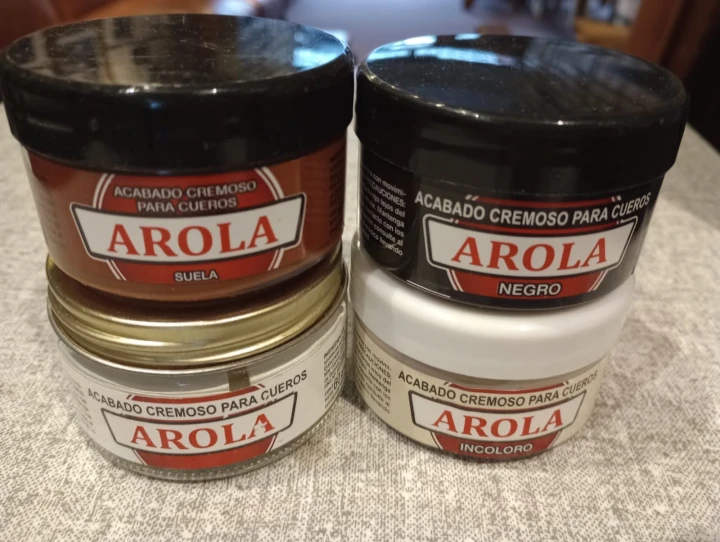 ACABADO CREMOSO
PARA CUEROS
AROLA
SUELA
ACABADO CREMOSO PARA CUEROS
AROLA
NEGRO
ACABADO CREMOSO PARA CUEROS
AROLA
ACABADO CREMOSO PARA CUEROS
AROLA
INCOLORO